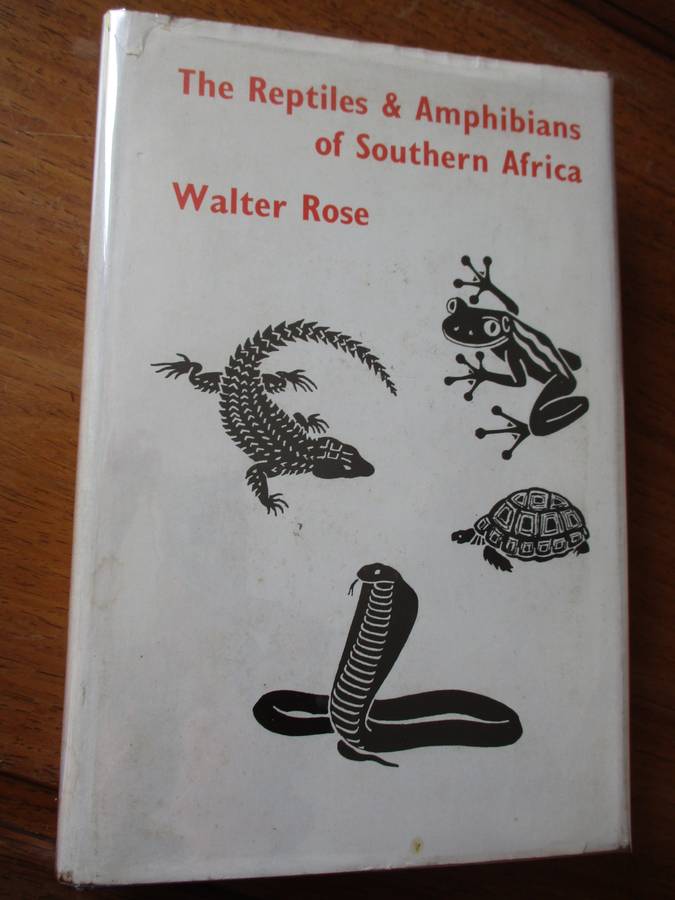 The Reptiles & Amphibians
of Southern Africa
Walter Rose